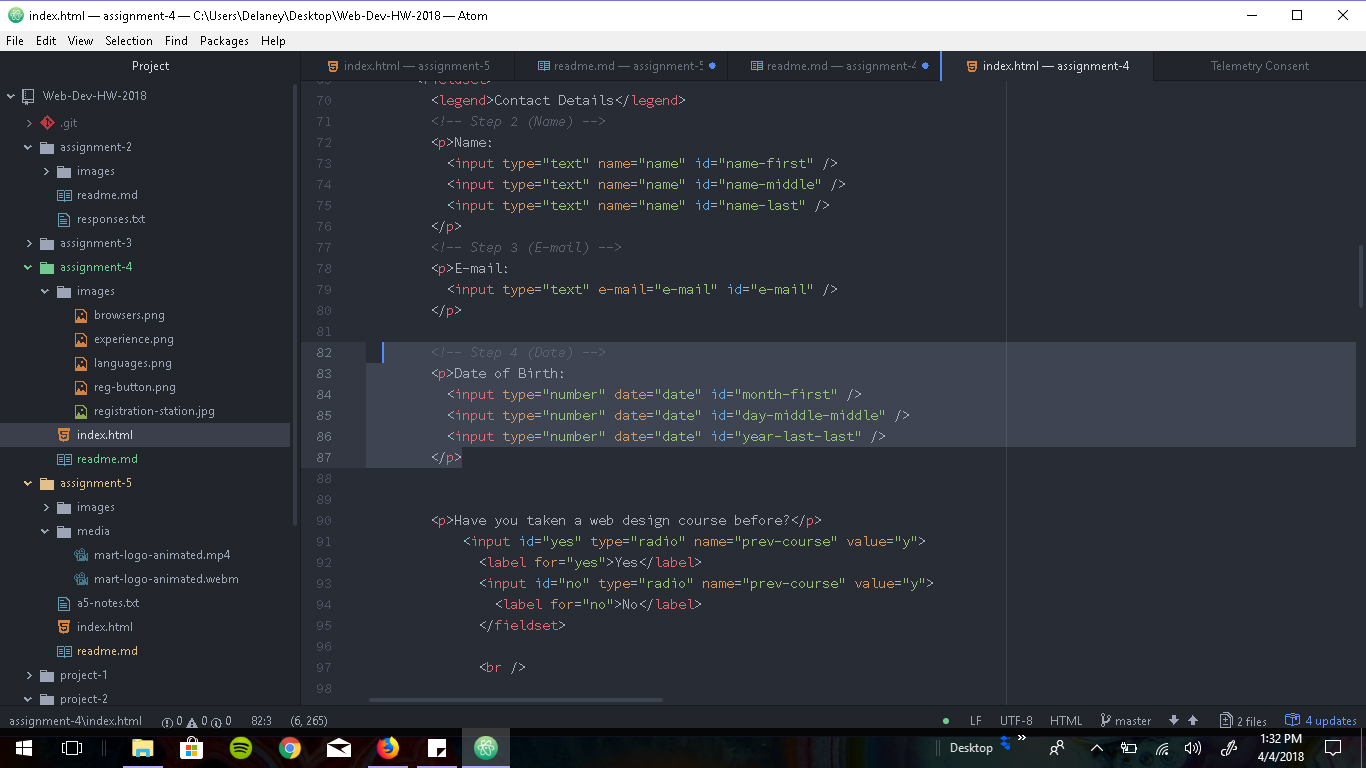 index.html — assignment-4 — C:\Users\Delaney\Desktop\Web-Dev-HW-2018 — Atom
File Edit View Selection Find Packages Help
Project
index.html — assignment-5
readme.md — assignment-5
readme.md — assignment-4
index.html — assignment-4
Telemetry Consent
Web-Dev-HW-2018
.git
assignment-2
images
readme.md
responses.txt
assignment-3
assignment-4
images
browsers.png
experience.png
languages.png
reg-button.png
registration-station.jpg
index.html
readme.md
assignment-5
images
media
mart-logo-animated.mp4
mart-logo-animated.webm
a5-notes.txt
index.html
readme.md
project-1
project-2
70 <legend>Contact Details</legend>
71 <!-- Step 2 (Name) -->
72 <p>Name:
73 <input type="text" name="name" id="name-first" />
74 <input type="text" name="name" id="name-middle" />
75 <input type="text" name="name" id="name-last" />
76 </p>
77 <!-- Step 3 (E-mail) -->
78 <p>E-mail:
79 <input type="text" e-mail="e-mail" id="e-mail" />
80 </p>
81
82 <!-- Step 4 (Date) -->
83 <p>Date of Birth:
84 <input type="number" date="date" id="month-first" />
85 <input type="number" date="date" id="day-middle-middle" />
86 <input type="number" date="date" id="year-last-last" />
87 </p>
88
89
90 <p>Have you taken a web design course before?</p>
91 <input id="yes" type="radio" name="prev-course" value="y">
92 <label for="yes">Yes</label>
93 <input id="no" type="radio" name="prev-course" value="y">
94 <label for="no">No</label>
95 </fieldset>
96
97 <br />
98
assignment-4\index.html 0 0 0 82:3 (6, 265) LF UTF-8 HTML master 2 files 4 updates
Desktop
1:32 PM
4/4/2018